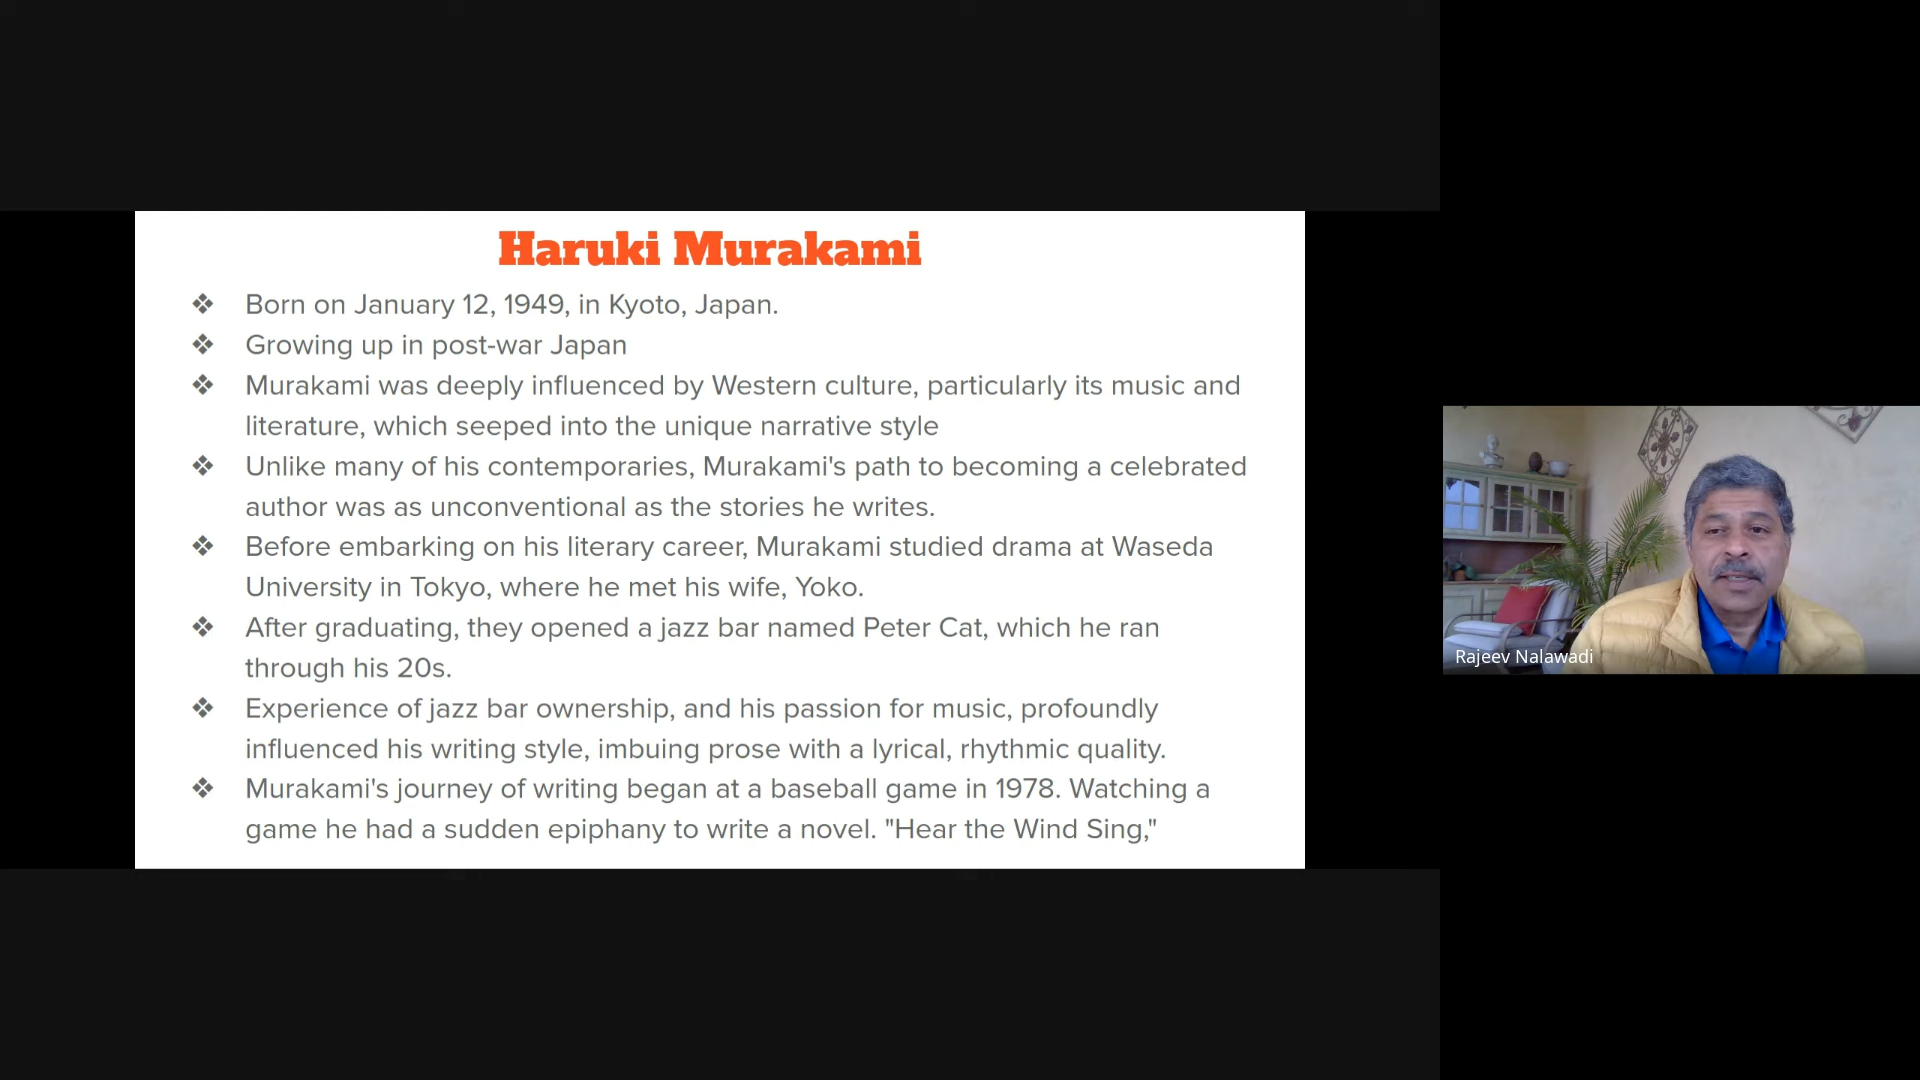 Haruki Murakami
❖ Born on January 12, 1949, in Kyoto, Japan.
❖ Growing up in post-war Japan
❖ Murakami was deeply influenced by Western culture, particularly its music and
literature, which seeped into the unique narrative style
❖ Unlike many of his contemporaries, Murakami's path to becoming a celebrated
author was as unconventional as the stories he writes.
❖ Before embarking on his literary career, Murakami studied drama at Waseda
University in Tokyo, where he met his wife, Yoko.
❖ After graduating, they opened a jazz bar named Peter Cat, which he ran
through his 20s.
❖ Experience of jazz bar ownership, and his passion for music, profoundly
influenced his writing style, imbuing prose with a lyrical, rhythmic quality.
❖ Murakami's journey of writing began at a baseball game in 1978. Watching a
game he had a sudden epiphany to write a novel. "Hear the Wind Sing,"
Rajeev Nalawadi